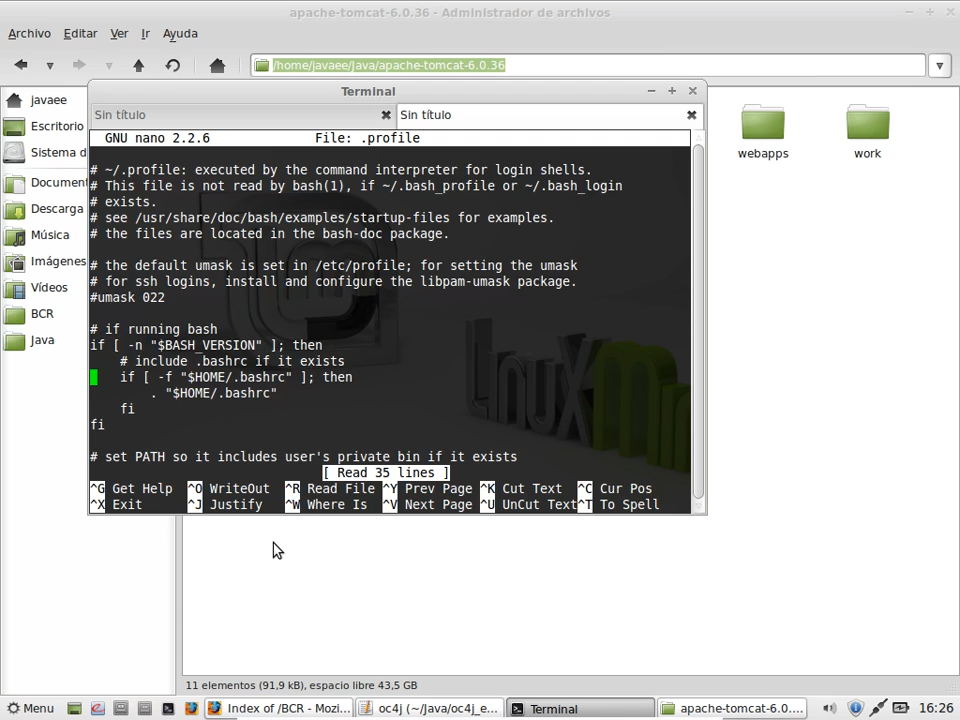 apache-tomcat-6.0.36 - Administrador de archivos
Archivo Editar Ver Ir Ayuda
/home/javaee/Java/apache-tomcat-6.0.36
javaee
Escritorio
Sistema d
Documen
Descarga
Música
Imágenes
Vídeos
BCR
Java
webapps
work
Terminal
Sin título
Sin título
GNU nano 2.2.6 File: .profile
# ~/.profile: executed by the command interpreter for login shells.
# This file is not read by bash(1), if ~/.bash_profile or ~/.bash_login
# exists.
# see /usr/share/doc/bash/examples/startup-files for examples.
# the files are located in the bash-doc package.
# the default umask is set in /etc/profile; for setting the umask
# for ssh logins, install and configure the libpam-umask package.
#umask 022
# if running bash
if [ -n "$BASH_VERSION" ]; then
# include .bashrc if it exists
if [ -f "$HOME/.bashrc" ]; then
. "$HOME/.bashrc"
fi
fi
# set PATH so it includes user's private bin if it exists
[ Read 35 lines ]
^G Get Help ^O WriteOut ^R Read File ^Y Prev Page ^K Cut Text ^C Cur Pos
^X Exit ^J Justify ^W Where Is ^V Next Page ^U UnCut Text ^T To Spell
LinuxMin
11 elementos (91,9 kB), espacio libre 43,5 GB
Menu
Index of /BCR - Mozi...
oc4j (~/Java/oc4j_e...
Terminal
apache-tomcat-6.0....
16:26